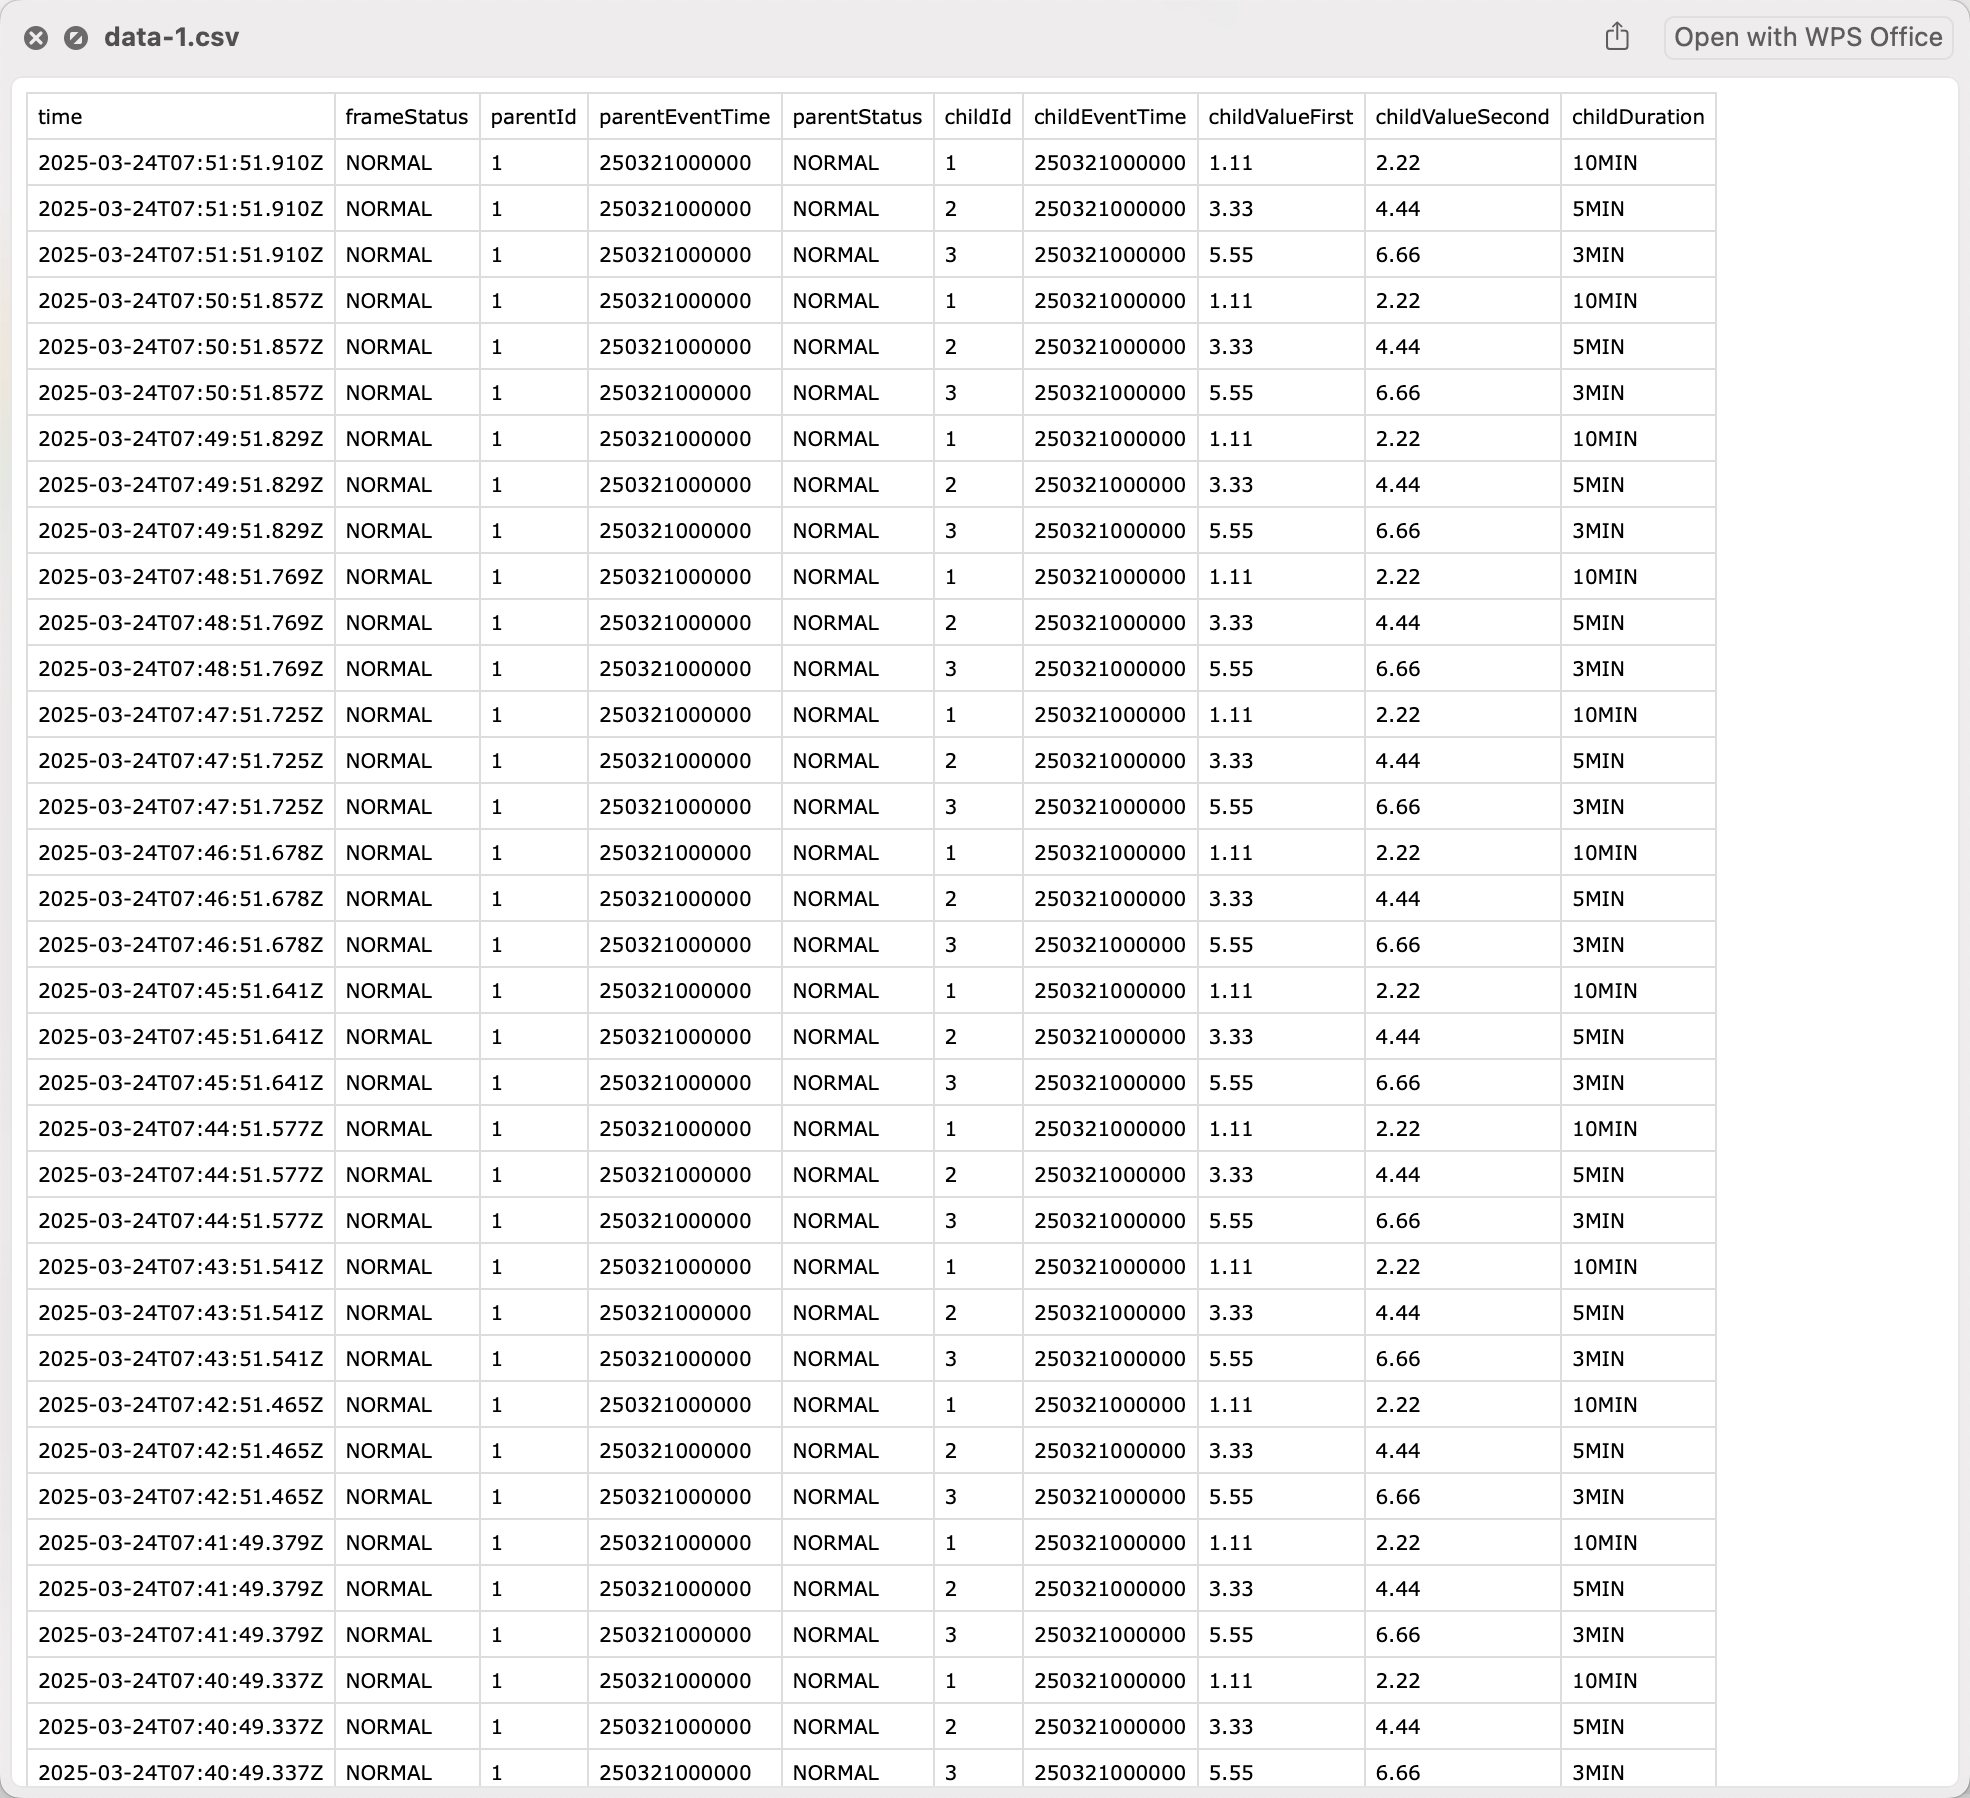 data-1.csv Open with WPS Office
time frameStatus parentId parentEventTime parentStatus childId childEventTime childValueFirst childValueSecond childDuration
2025-03-24T07:51:51.910Z NORMAL 1 250321000000 NORMAL 1 250321000000 1.11 2.22 10MIN
2025-03-24T07:51:51.910Z NORMAL 1 250321000000 NORMAL 2 250321000000 3.33 4.44 5MIN
2025-03-24T07:51:51.910Z NORMAL 1 250321000000 NORMAL 3 250321000000 5.55 6.66 3MIN
2025-03-24T07:50:51.857Z NORMAL 1 250321000000 NORMAL 1 250321000000 1.11 2.22 10MIN
2025-03-24T07:50:51.857Z NORMAL 1 250321000000 NORMAL 2 250321000000 3.33 4.44 5MIN
2025-03-24T07:50:51.857Z NORMAL 1 250321000000 NORMAL 3 250321000000 5.55 6.66 3MIN
2025-03-24T07:49:51.829Z NORMAL 1 250321000000 NORMAL 1 250321000000 1.11 2.22 10MIN
2025-03-24T07:49:51.829Z NORMAL 1 250321000000 NORMAL 2 250321000000 3.33 4.44 5MIN
2025-03-24T07:49:51.829Z NORMAL 1 250321000000 NORMAL 3 250321000000 5.55 6.66 3MIN
2025-03-24T07:48:51.769Z NORMAL 1 250321000000 NORMAL 1 250321000000 1.11 2.22 10MIN
2025-03-24T07:48:51.769Z NORMAL 1 250321000000 NORMAL 2 250321000000 3.33 4.44 5MIN
2025-03-24T07:48:51.769Z NORMAL 1 250321000000 NORMAL 3 250321000000 5.55 6.66 3MIN
2025-03-24T07:47:51.725Z NORMAL 1 250321000000 NORMAL 1 250321000000 1.11 2.22 10MIN
2025-03-24T07:47:51.725Z NORMAL 1 250321000000 NORMAL 2 250321000000 3.33 4.44 5MIN
2025-03-24T07:47:51.725Z NORMAL 1 250321000000 NORMAL 3 250321000000 5.55 6.66 3MIN
2025-03-24T07:46:51.678Z NORMAL 1 250321000000 NORMAL 1 250321000000 1.11 2.22 10MIN
2025-03-24T07:46:51.678Z NORMAL 1 250321000000 NORMAL 2 250321000000 3.33 4.44 5MIN
2025-03-24T07:46:51.678Z NORMAL 1 250321000000 NORMAL 3 250321000000 5.55 6.66 3MIN
2025-03-24T07:45:51.641Z NORMAL 1 250321000000 NORMAL 1 250321000000 1.11 2.22 10MIN
2025-03-24T07:45:51.641Z NORMAL 1 250321000000 NORMAL 2 250321000000 3.33 4.44 5MIN
2025-03-24T07:45:51.641Z NORMAL 1 250321000000 NORMAL 3 250321000000 5.55 6.66 3MIN
2025-03-24T07:44:51.577Z NORMAL 1 250321000000 NORMAL 1 250321000000 1.11 2.22 10MIN
2025-03-24T07:44:51.577Z NORMAL 1 250321000000 NORMAL 2 250321000000 3.33 4.44 5MIN
2025-03-24T07:44:51.577Z NORMAL 1 250321000000 NORMAL 3 250321000000 5.55 6.66 3MIN
2025-03-24T07:43:51.541Z NORMAL 1 250321000000 NORMAL 1 250321000000 1.11 2.22 10MIN
2025-03-24T07:43:51.541Z NORMAL 1 250321000000 NORMAL 2 250321000000 3.33 4.44 5MIN
2025-03-24T07:43:51.541Z NORMAL 1 250321000000 NORMAL 3 250321000000 5.55 6.66 3MIN
2025-03-24T07:42:51.465Z NORMAL 1 250321000000 NORMAL 1 250321000000 1.11 2.22 10MIN
2025-03-24T07:42:51.465Z NORMAL 1 250321000000 NORMAL 2 250321000000 3.33 4.44 5MIN
2025-03-24T07:42:51.465Z NORMAL 1 250321000000 NORMAL 3 250321000000 5.55 6.66 3MIN
2025-03-24T07:41:49.379Z NORMAL 1 250321000000 NORMAL 1 250321000000 1.11 2.22 10MIN
2025-03-24T07:41:49.379Z NORMAL 1 250321000000 NORMAL 2 250321000000 3.33 4.44 5MIN
2025-03-24T07:41:49.379Z NORMAL 1 250321000000 NORMAL 3 250321000000 5.55 6.66 3MIN
2025-03-24T07:40:49.337Z NORMAL 1 250321000000 NORMAL 1 250321000000 1.11 2.22 10MIN
2025-03-24T07:40:49.337Z NORMAL 1 250321000000 NORMAL 2 250321000000 3.33 4.44 5MIN
2025-03-24T07:40:49.337Z NORMAL 1 250321000000 NORMAL 3 250321000000 5.55 6.66 3MIN